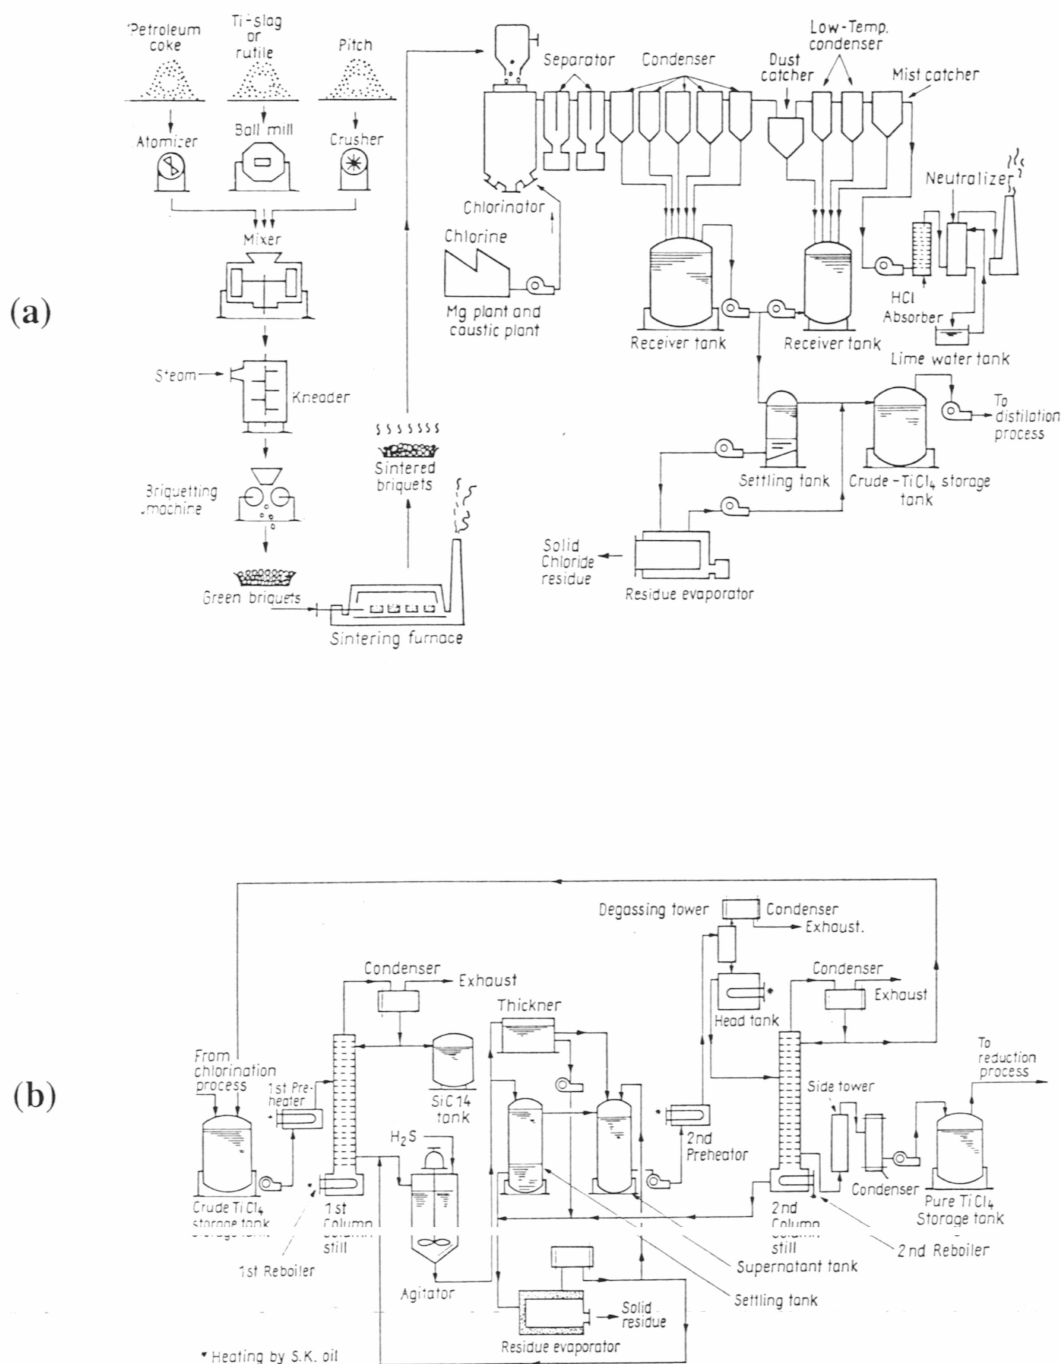 Petroleum
coke
Ti-slag
or
rutile
Pitch
Atomizer
Ball mill
Crusher
Mixer
Steam
Kneader
Briquetting
machine
Green briquets
Sintering furnace
Sintered
briquets
Separator
Condenser
Dust
catcher
Low-Temp.
condenser
Mist catcher
Chlorinator
Chlorine
Mg plant and
caustic plant
Receiver tank
Receiver tank
Neutralizer
HCl
Absorber
Lime water tank
To
distilation
process
Settling tank
Crude-TiCl4 storage
tank
Solid
Chloride
residue
Residue evaporator
(a)
Degassing tower
Condenser
Exhaust.
Condenser
Exhaust
Thickner
Head tank
Condenser
Exhaust
From
chlorination
process
1st Pre-
heater
SiC14
tank
H2S
2nd
Preheator
Side tower
To
reduction
process
(b)
Crude TiCl4
storage tank
1st
Column
still
1st Reboiler
Agitator
Condenser
Pure TiCl4
Storage tank
2nd
Column
still
2nd Reboiler
Supernatant tank
Settling tank
Solid
residue
Residue evaporator
* Heating by S.K. oil